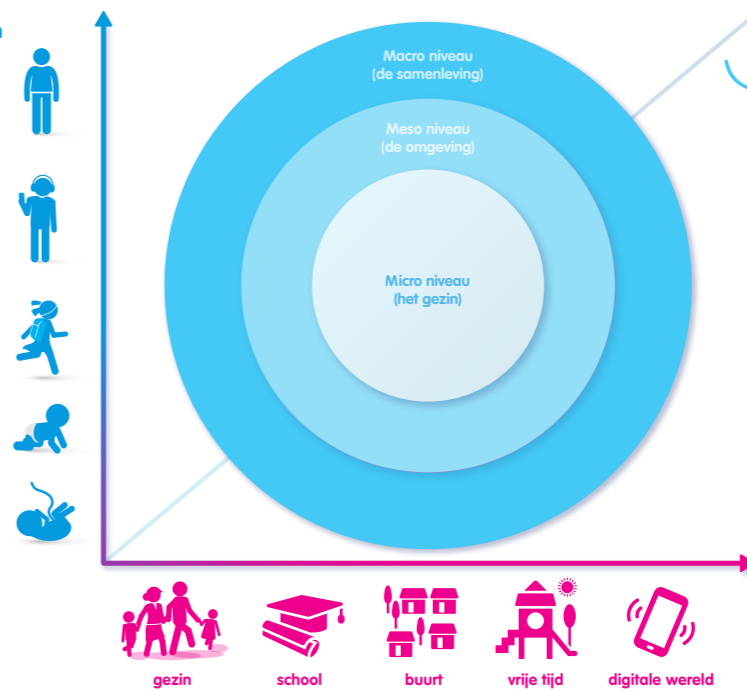 Macro niveau
(de samenleving)
Meso niveau
(de omgeving)
Micro niveau
(het gezin)
gezin
school
buurt
vrije tijd
digitale wereld